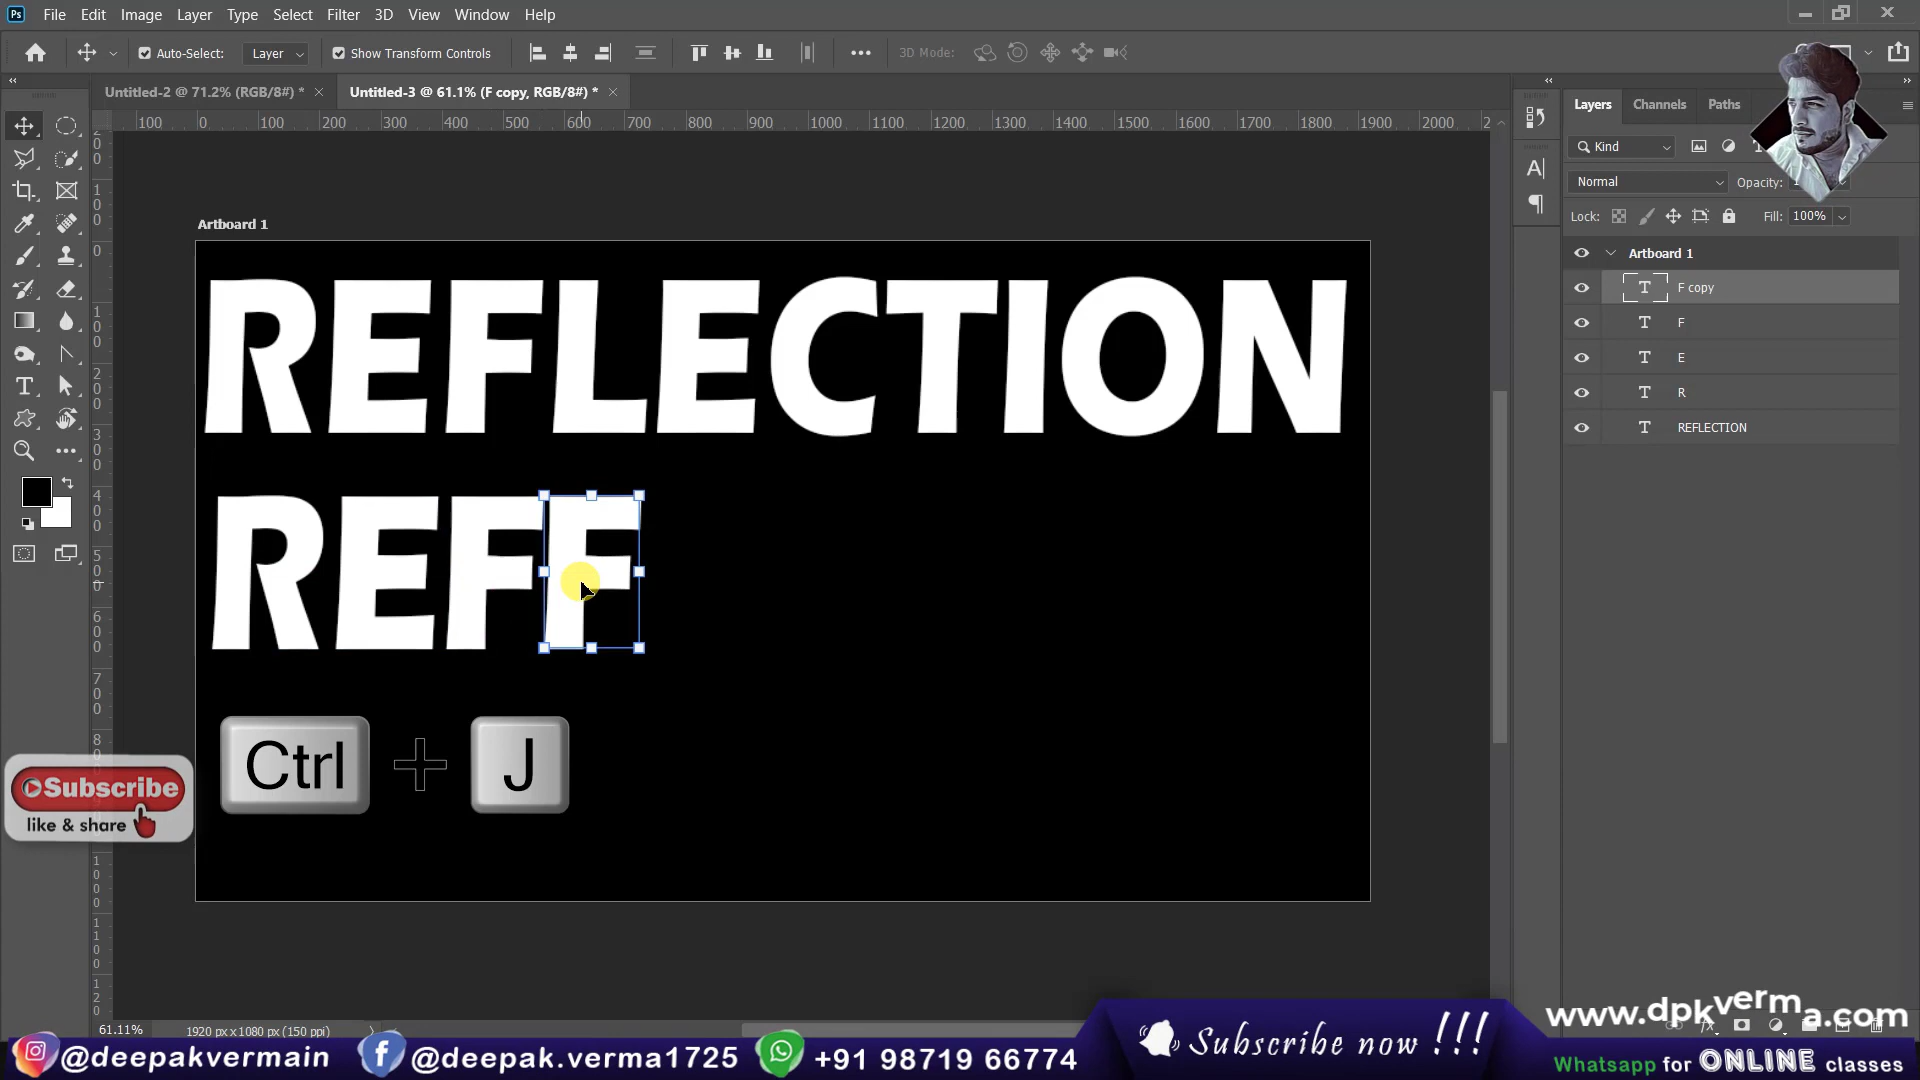 Ps File Edit Image Layer Type Select Filter 3D View Window Help
Auto-Select: Layer Show Transform Controls 3D Mode:
Untitled-2 @ 71.2% (RGB/8#) * Untitled-3 @ 61.1% (F copy, RGB/8#) *
100 0 100 200 300 400 500 600 700 800 900 1000 1100 1200 1300 1400 1500 1600 1700 1800 1900 2000
Artboard 1
REFLECTION
REFF
Ctrl + J
Subscribe
like & share
Layers Channels Paths
Kind
Normal Opacity:
Lock: Fill: 100%
Artboard 1
T F copy
T F
T E
T R
T REFLECTION
61.11% 1920 px x 1080 px (150 ppi)
@deepakvermain @deepak.verma1725 +91 98719 66774
Subscribe now !!!
www.dpkverma.com
Whatsapp for ONLINE classes